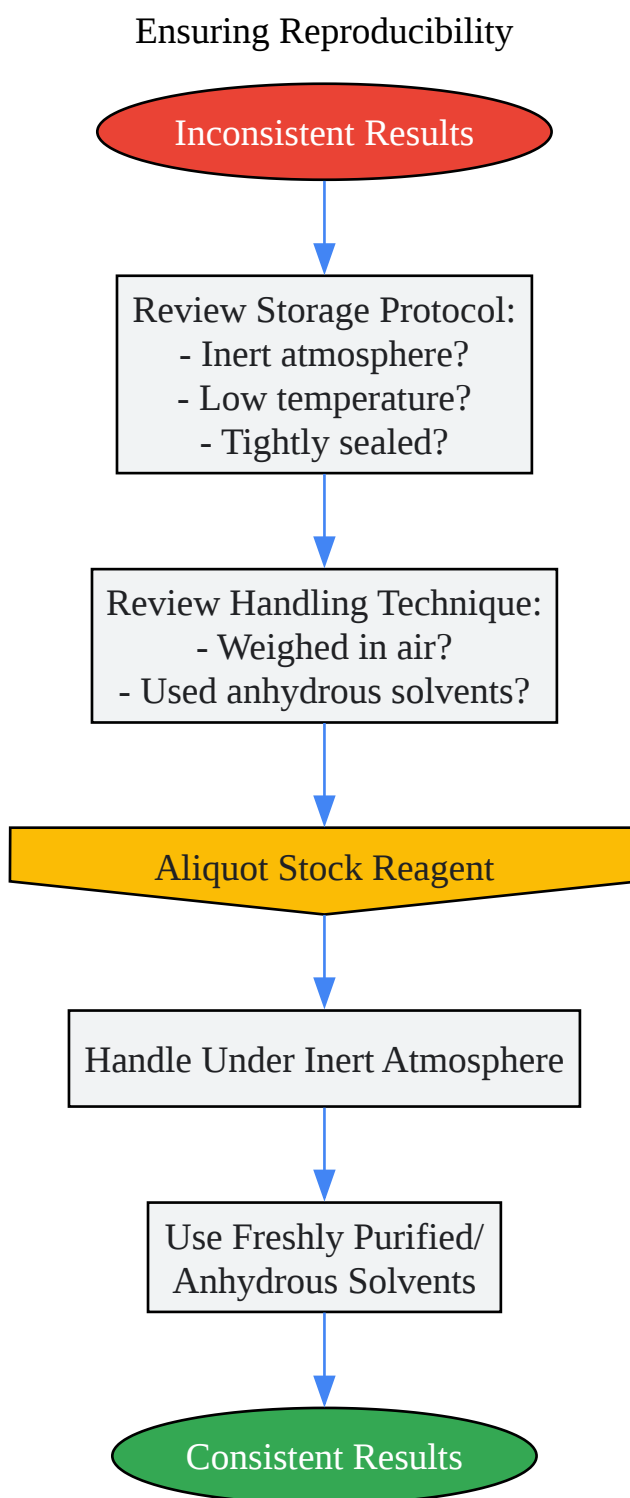 Ensuring Reproducibility
Inconsistent Results
Review Storage Protocol:
- Inert atmosphere?
- Low temperature?
- Tightly sealed?
Review Handling Technique:
- Weighed in air?
- Used anhydrous solvents?
Aliquot Stock Reagent
Handle Under Inert Atmosphere
Use Freshly Purified/
Anhydrous Solvents
Consistent Results